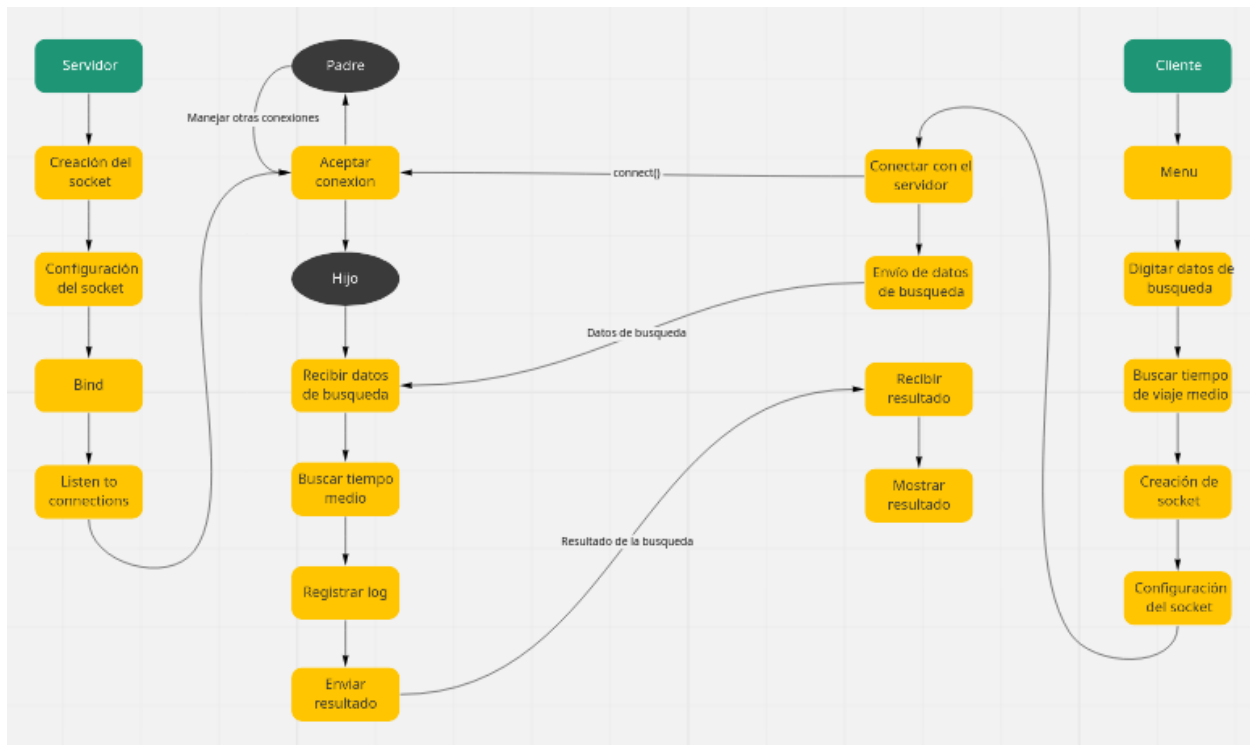 Servidor
Creación del
socket
Configuración
del socket
Bind
Listen to
connections
Padre
Manejar otras conexiones
Aceptar
conexion
Hijo
Recibir datos
de busqueda
Buscar tiempo
medio
Registrar log
Enviar
resultado
connect()
Datos de busqueda
Resultado de la busqueda
Conectar con el
servidor
Envío de datos
de busqueda
Recibir
resultado
Mostrar
resultado
Cliente
Menu
Digitar datos de
busqueda
Buscar tiempo
de viaje medio
Creación de
socket
Configuración
del socket